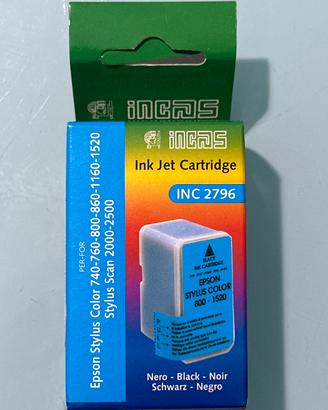 incas
incas
Ink Jet Cartridge
INC 2796
PER-FOR
Epson Stylus Color 740-760-800-860-1160-1520
Stylus Scan 2000-2500
BLACK
INK CARTRIDGE
EPSON
STYLUS COLOR
800 - 1520
Nero - Black - Noir
Schwarz - Negro